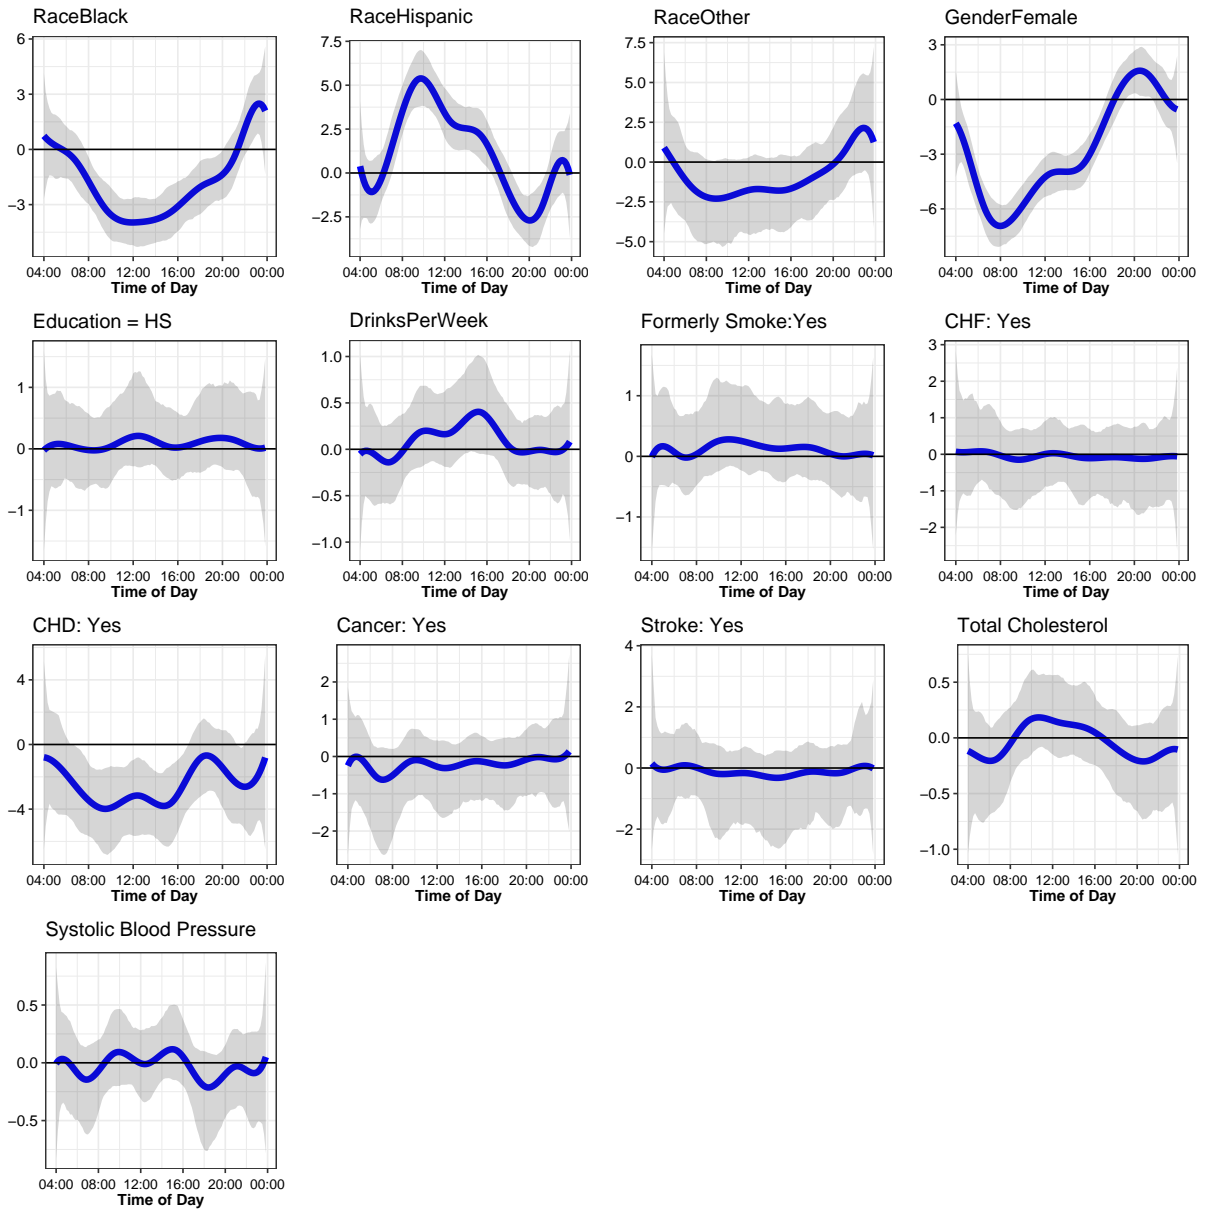 RaceBlack
6
3
0
−3
04:00 08:00 12:00 16:00 20:00 00:00
Time of Day
RaceHispanic
7.5
5.0
2.5
0.0
−2.5
04:00 08:00 12:00 16:00 20:00 00:00
Time of Day
RaceOther
7.5
5.0
2.5
0.0
−2.5
−5.0
04:00 08:00 12:00 16:00 20:00 00:00
Time of Day
GenderFemale
3
0
−3
−6
04:00 08:00 12:00 16:00 20:00 00:00
Time of Day
Education = HS
1
0
−1
04:00 08:00 12:00 16:00 20:00 00:00
Time of Day
DrinksPerWeek
1.0
0.5
0.0
−0.5
−1.0
04:00 08:00 12:00 16:00 20:00 00:00
Time of Day
Formerly Smoke:Yes
1
0
−1
04:00 08:00 12:00 16:00 20:00 00:00
Time of Day
CHF: Yes
3
2
1
0
−1
−2
04:00 08:00 12:00 16:00 20:00 00:00
Time of Day
CHD: Yes
4
0
−4
04:00 08:00 12:00 16:00 20:00 00:00
Time of Day
Cancer: Yes
2
1
0
−1
−2
04:00 08:00 12:00 16:00 20:00 00:00
Time of Day
Stroke: Yes
4
2
0
−2
04:00 08:00 12:00 16:00 20:00 00:00
Time of Day
Total Cholesterol
0.5
0.0
−0.5
−1.0
04:00 08:00 12:00 16:00 20:00 00:00
Time of Day
Systolic Blood Pressure
0.5
0.0
−0.5
04:00 08:00 12:00 16:00 20:00 00:00
Time of Day